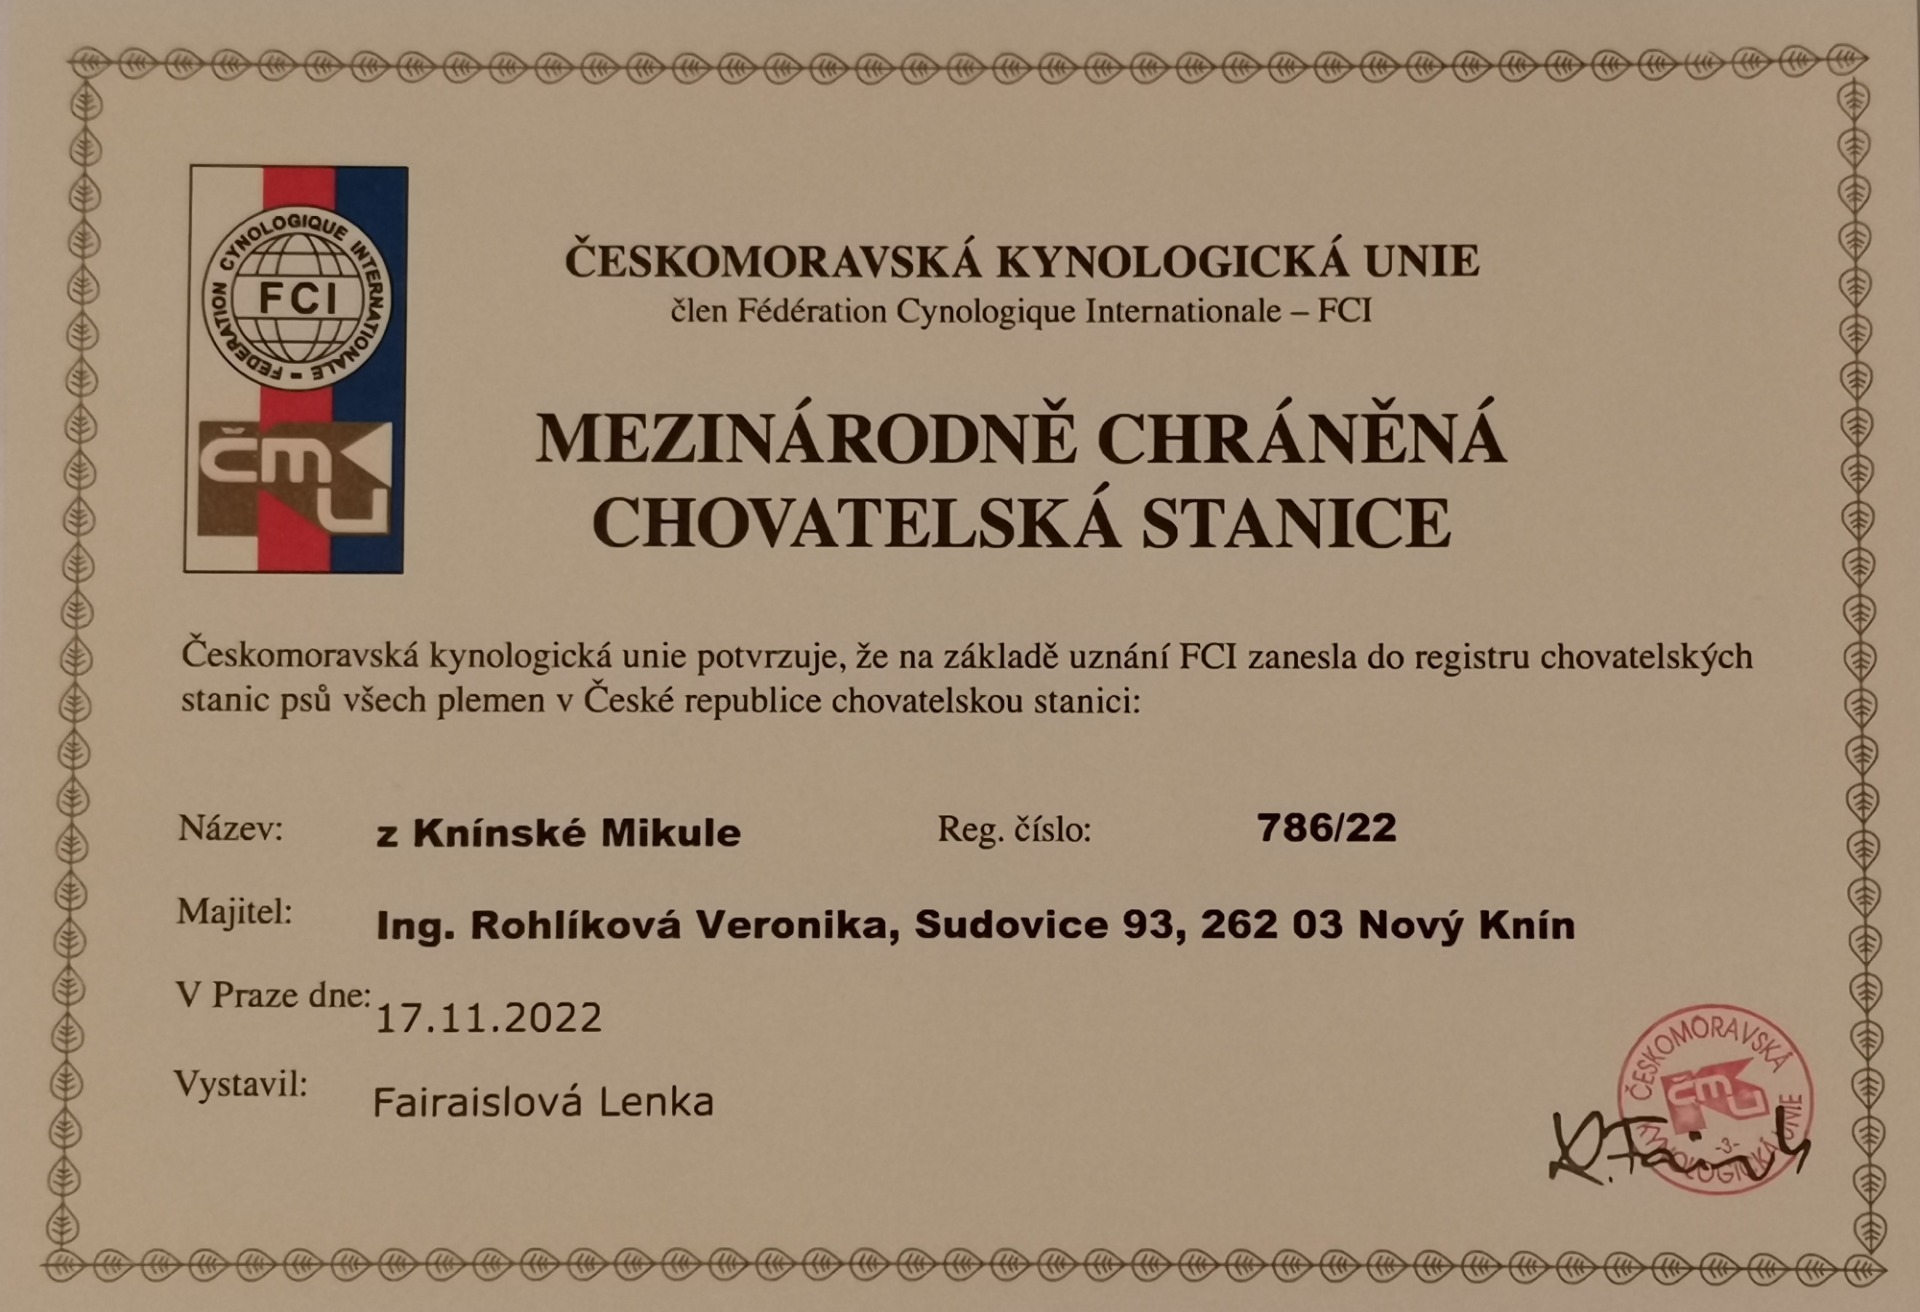 FEDERATION CYNOLOGIQUE INTERNATIONALE –
FCI
ČMKU
ČESKOMORAVSKÁ KYNOLOGICKÁ UNIE
člen Fédération Cynologique Internationale – FCI
MEZINÁRODNĚ CHRÁNĚNÁ
CHOVATELSKÁ STANICE
Českomoravská kynologická unie potvrzuje, že na základě uznání FCI zanesla do registru chovatelských
stanic psů všech plemen v České republice chovatelskou stanici:
Název: z Knínské Mikule Reg. číslo: 786/22
Majitel: Ing. Rohlíková Veronika, Sudovice 93, 262 03 Nový Knín
V Praze dne: 17.11.2022
Vystavil: Fairaislová Lenka
ČESKOMORAVSKÁ
KYNOLOGICKÁ UNIE
ČMKU
-3-